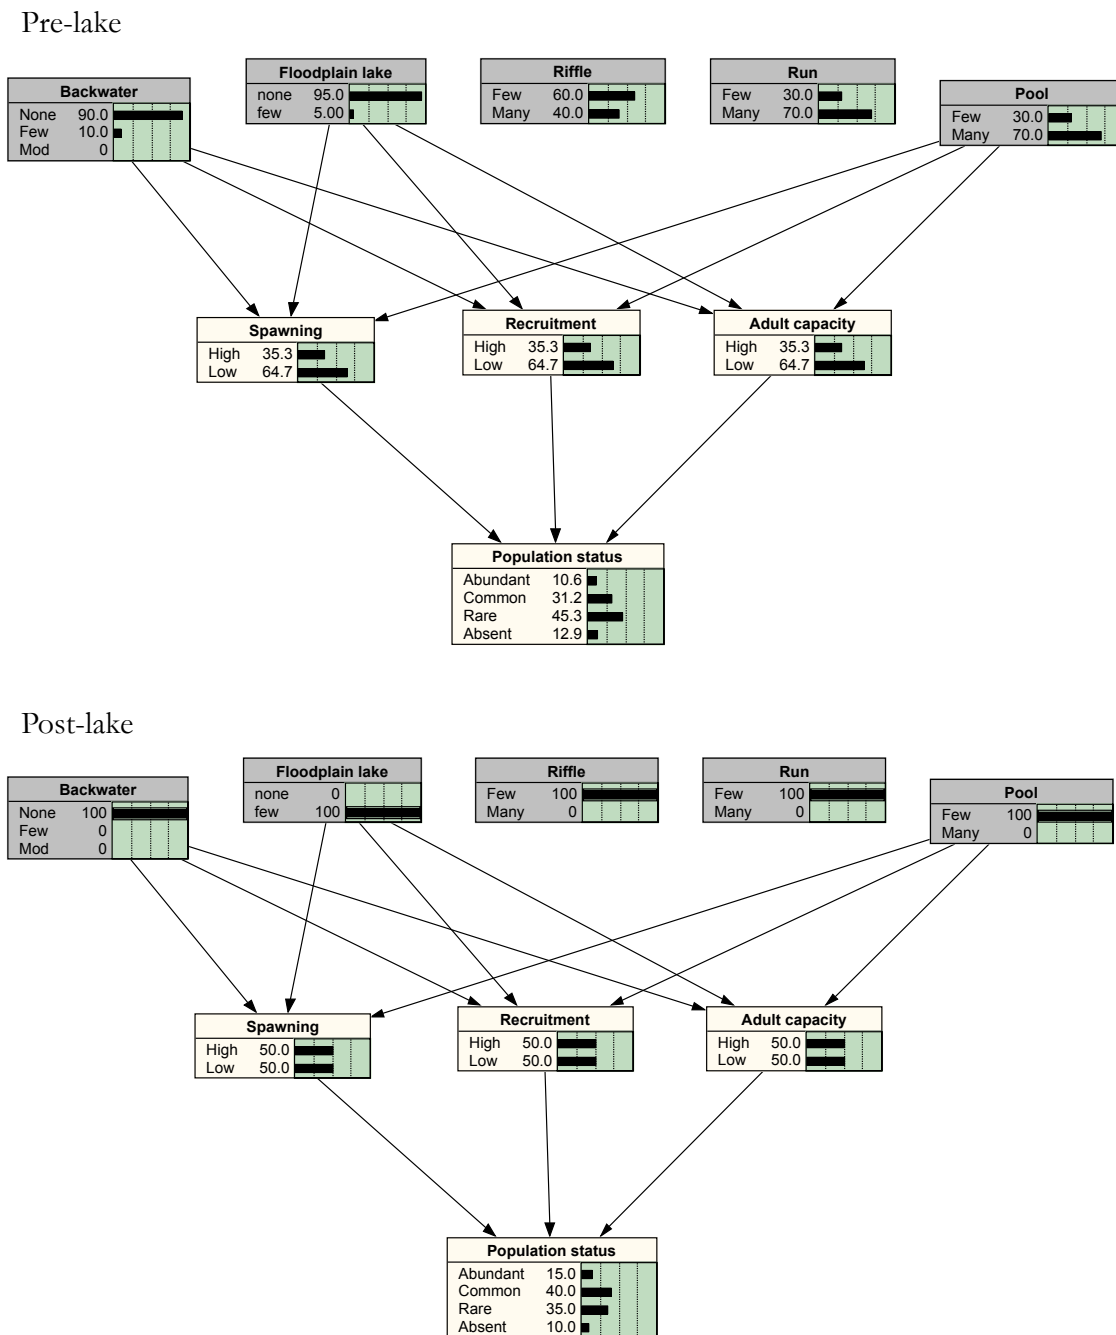 Pre-lake
Backwater
None 90.0
Few 10.0
Mod 0
Floodplain lake
none 95.0
few 5.00
Riffle
Few 60.0
Many 40.0
Run
Few 30.0
Many 70.0
Pool
Few 30.0
Many 70.0
Spawning
High 35.3
Low 64.7
Recruitment
High 35.3
Low 64.7
Adult capacity
High 35.3
Low 64.7
Population status
Abundant 10.6
Common 31.2
Rare 45.3
Absent 12.9
Post-lake
Backwater
None 100
Few 0
Mod 0
Floodplain lake
none 0
few 100
Riffle
Few 100
Many 0
Run
Few 100
Many 0
Pool
Few 100
Many 0
Spawning
High 50.0
Low 50.0
Recruitment
High 50.0
Low 50.0
Adult capacity
High 50.0
Low 50.0
Population status
Abundant 15.0
Common 40.0
Rare 35.0
Absent 10.0